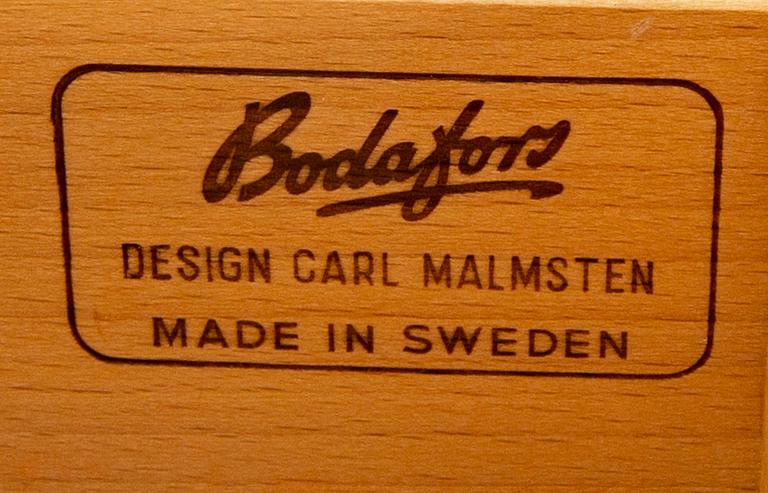 Bodafors
DESIGN CARL MALMSTEN
MADE IN SWEDEN